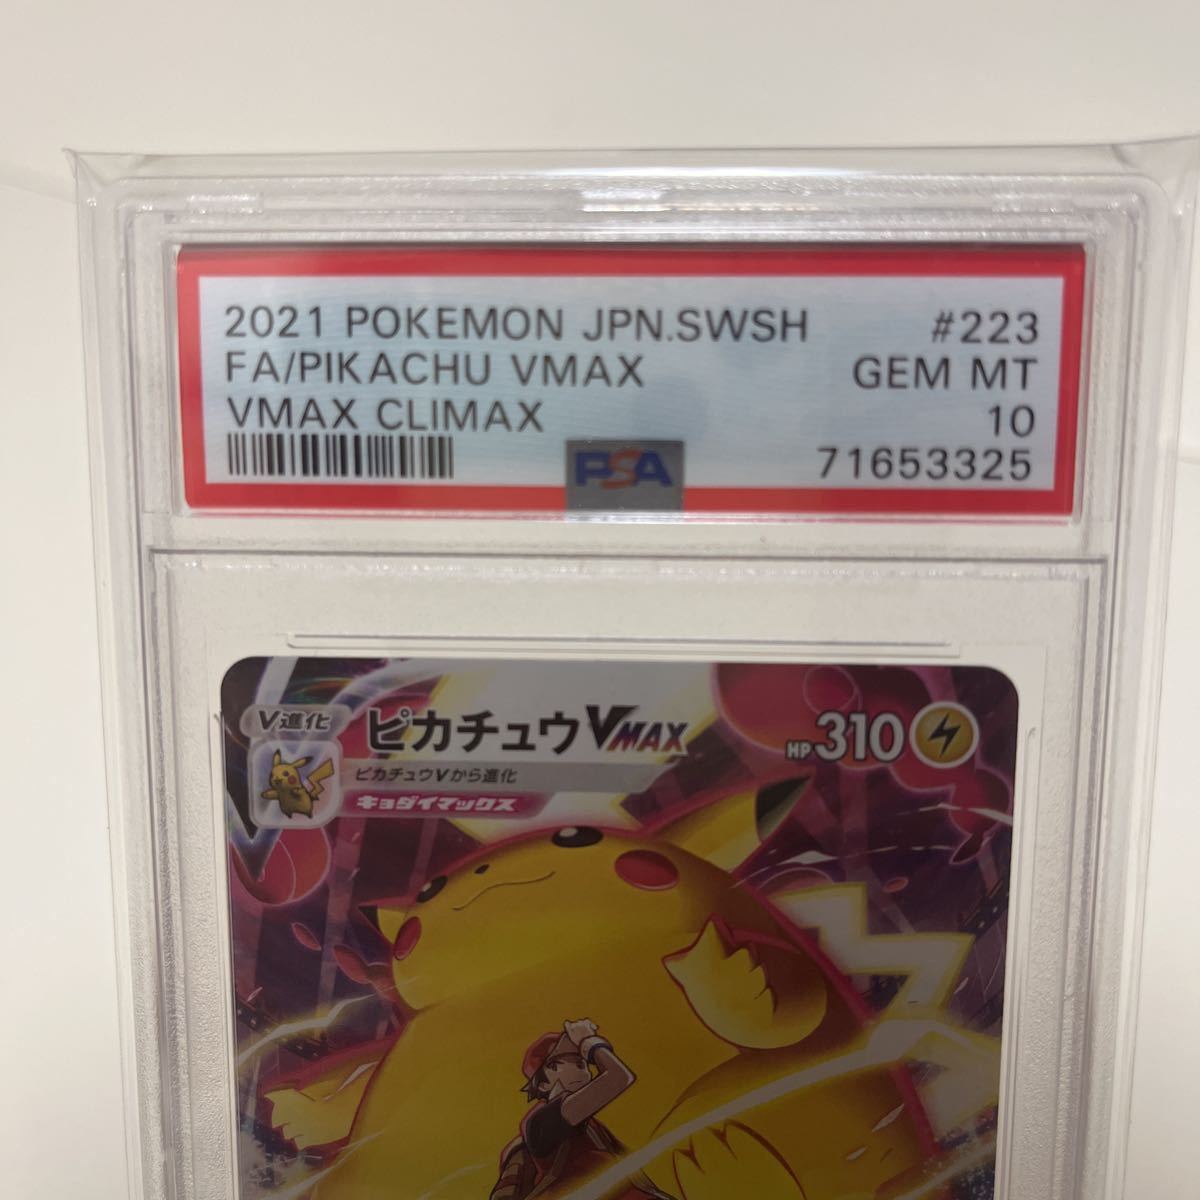 2021 POKEMON JPN.SWSH #223
FA/PIKACHU VMAX GEM MT
VMAX CLIMAX 10
71653325
PSA
V進化
ピカチュウVMAX HP310
ピカチュウVから進化
キョダイマックス